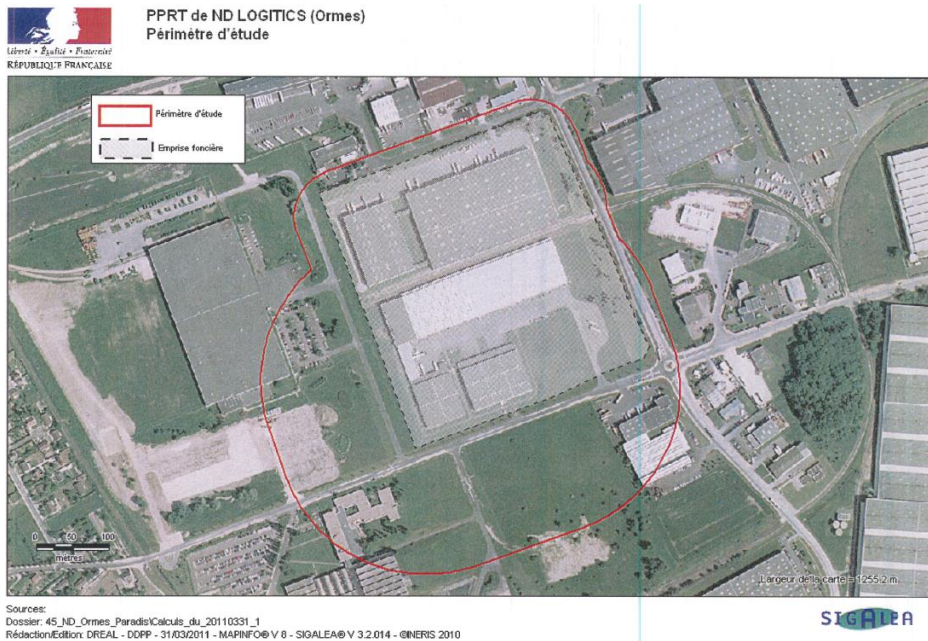 PPRT de ND LOGITICS (Ormes)
Périmètre d'étude
Liberté • Égalité • Fraternité
RÉPUBLIQUE FRANÇAISE
Périmètre d'étude
Emprise foncière
0 50 100
mètres
Largeur de la carte = 1255.2 m
Sources:
Dossier: 45_ND_Ormes_Paradis\Calculs_du_20110331_1
Rédaction/Edition: DREAL - DDPP - 31/03/2011 - MAPINFO® V 8 - SIGALEA® V 3.2.014 - ©INERIS 2010
SIGALEA